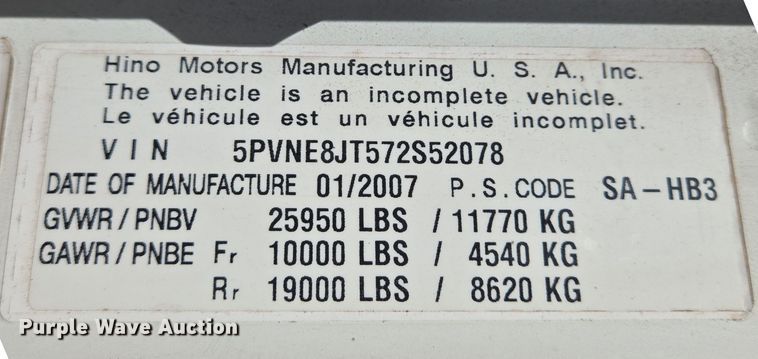 Hino Motors Manufacturing U. S. A., Inc.
The vehicle is an incomplete vehicle.
Le véhicule est un véhicule incomplet.
VIN 5PVNE8JT572S52078
DATE OF MANUFACTURE 01/2007 P.S.CODE SA-HB3
GVWR/PNBV 25950 LBS / 11770 KG
GAWR/PNBE Fr 10000 LBS / 4540 KG
Rr 19000 LBS / 8620 KG
Purple Wave Auction